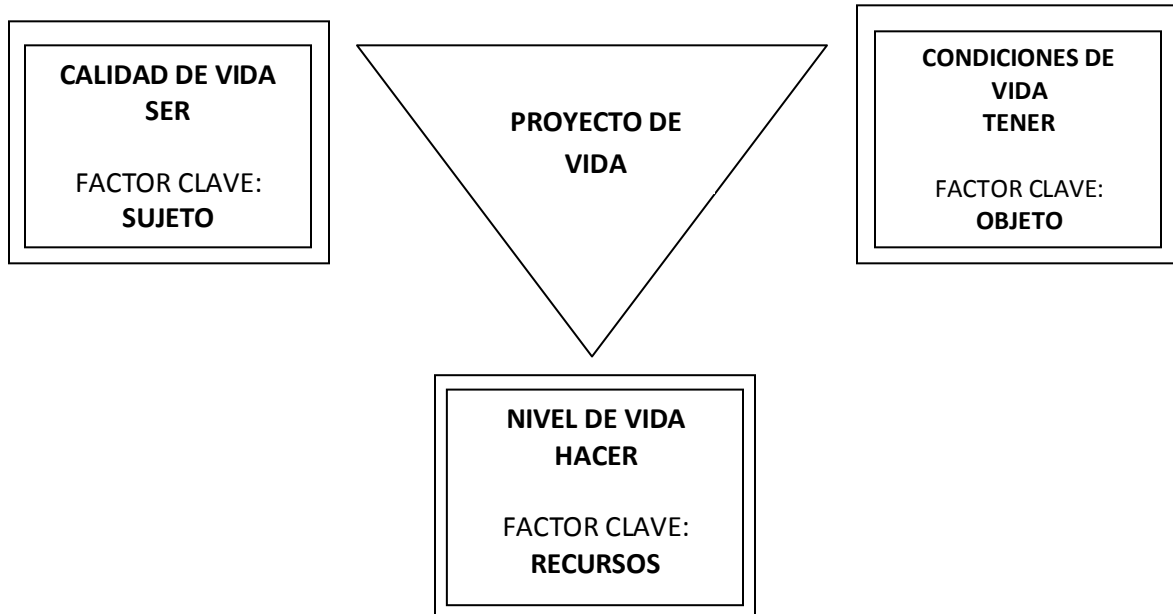 CALIDAD DE VIDA
SER
FACTOR CLAVE:
SUJETO
PROYECTO DE
VIDA
CONDICIONES DE
VIDA
TENER
FACTOR CLAVE:
OBJETO
NIVEL DE VIDA
HACER
FACTOR CLAVE:
RECURSOS